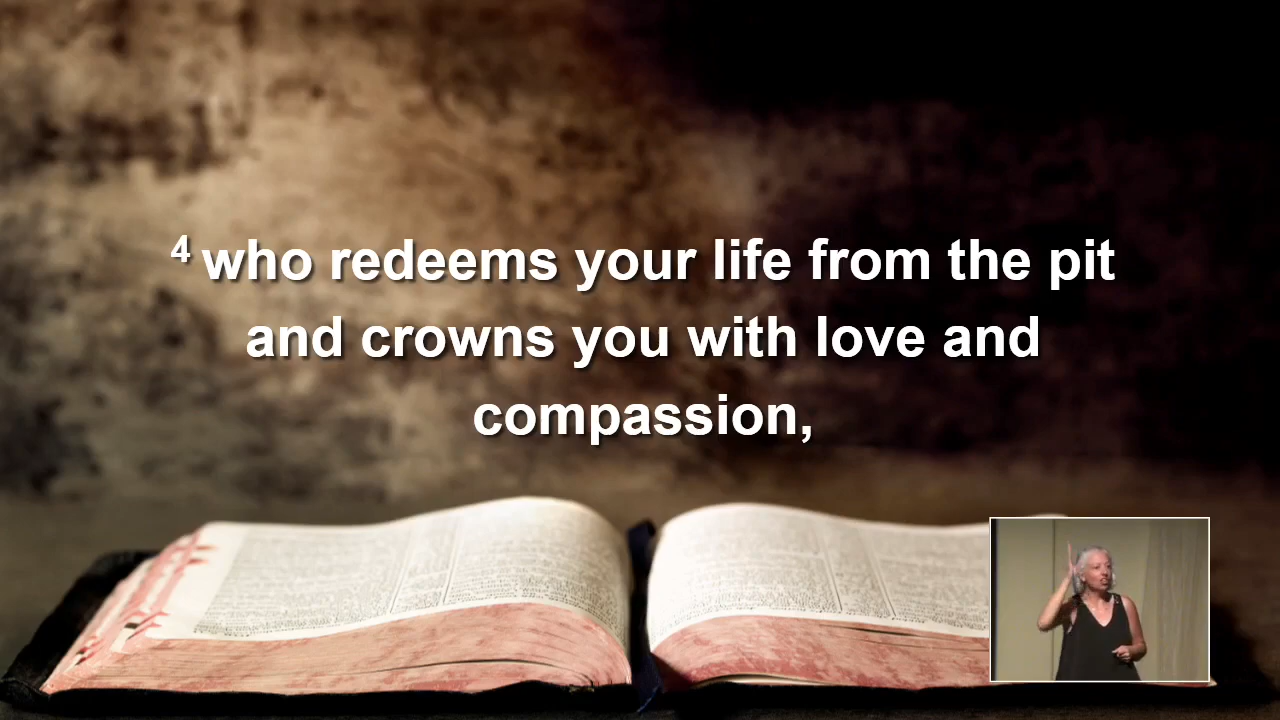 4 who redeems your life from the pit
and crowns you with love and
compassion,